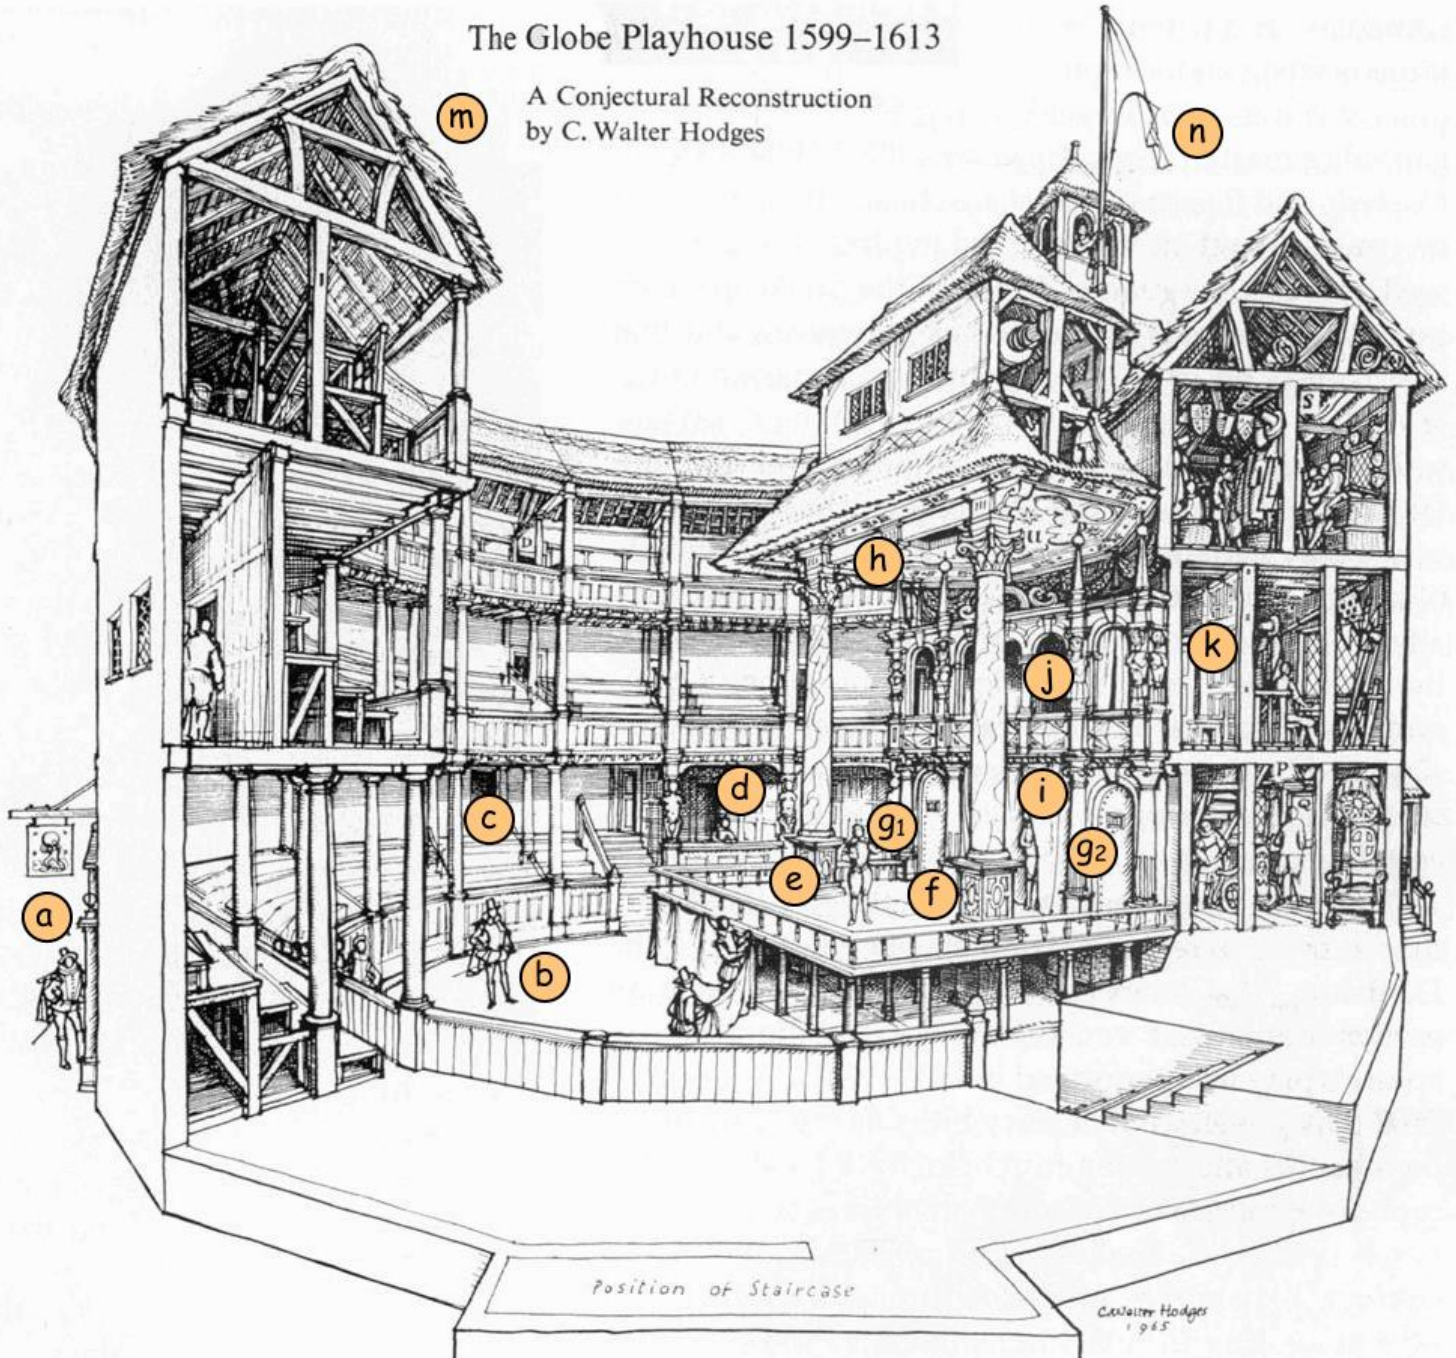 The Globe Playhouse 1599–1613
A Conjectural Reconstruction
by C. Walter Hodges
m
n
S
D
h
j
k
d
c
i
g1
P
g2
e
f
a
b
Position of Staircase
C. Walter Hodges
1965